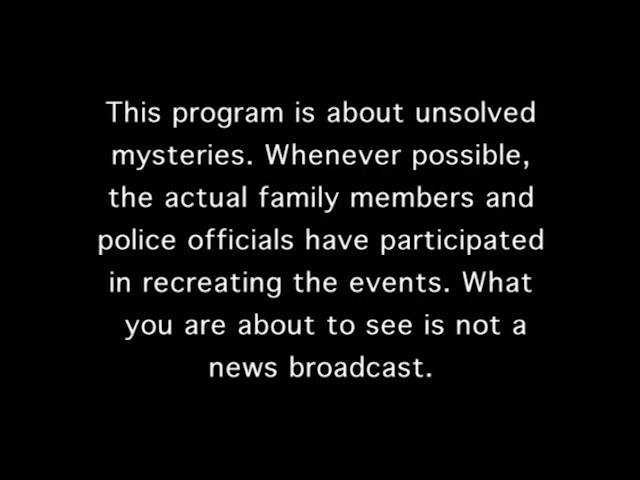 This program is about unsolved
mysteries. Whenever possible,
the actual family members and
police officials have participated
in recreating the events. What
you are about to see is not a
news broadcast.